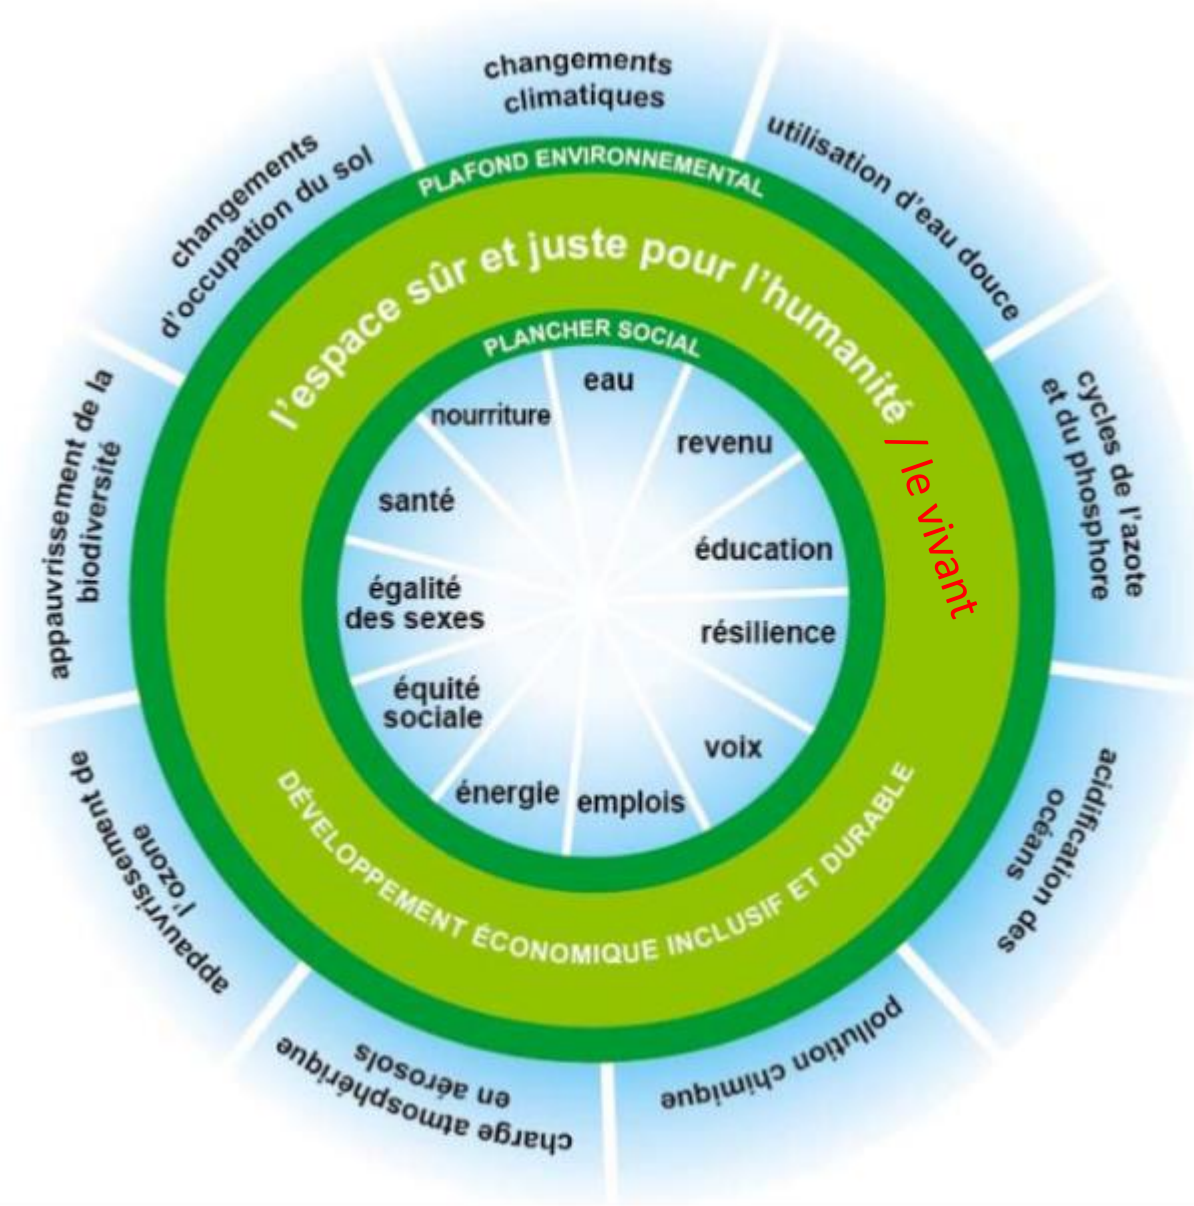 changements
climatiques
utilisation d'eau douce
cycles de l'azote
et du phosphore
acidification des
océans
pollution chimique
charge atmosphérique
en aérosols
appauvrissement de
l'ozone
appauvrissement de la
biodiversité
changements
d'occupation du sol
PLAFOND ENVIRONNEMENTAL
l'espace sûr et juste pour l'humanité / le vivant
PLANCHER SOCIAL
eau
revenu
éducation
résilience
voix
emplois
énergie
équité
sociale
égalité
des sexes
santé
nourriture
DÉVELOPPEMENT ÉCONOMIQUE INCLUSIF ET DURABLE